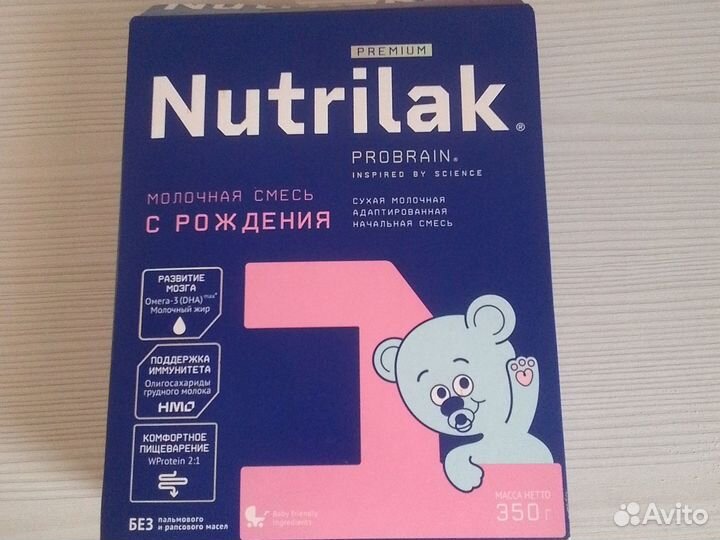 PREMIUM
Nutrilak®
PROBRAIN®
INSPIRED BY SCIENCE
МОЛОЧНАЯ СМЕСЬ
С РОЖДЕНИЯ
СУХАЯ МОЛОЧНАЯ
АДАПТИРОВАННАЯ
НАЧАЛЬНАЯ СМЕСЬ
1
РАЗВИТИЕ
МОЗГА
Омега-3 (DHA) max*
Молочный жир
ПОДДЕРЖКА
ИММУНИТЕТА
Олигосахариды
грудного молока
HMO
КОМФОРТНОЕ
ПИЩЕВАРЕНИЕ
WProtein 2:1
БЕЗ пальмового
и рапсового масел
Baby Friendly
Ingredients
МАССА НЕТТО
350 г
Avito